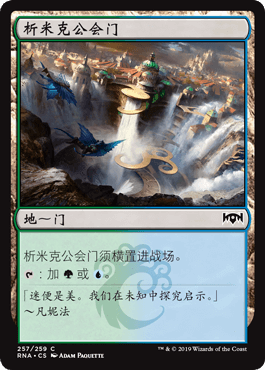 析米克公会门
地～门
析米克公会门须横置进战场。
：加或。
「迷便是美。我们在未知中探究启示。」
～凡妮法
257/259 C
RNA • CS Adam Paquette
™ & © 2019 Wizards of the Coast